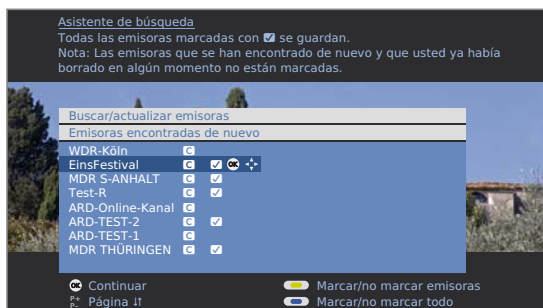 Asistente de búsqueda
Todas las emisoras marcadas con ☑ se guardan.
Nota: Las emisoras que se han encontrado de nuevo y que usted ya había
borrado en algún momento no están marcadas.
Buscar/actualizar emisoras
Emisoras encontradas de nuevo
WDR-Köln C
EinsFestival C ☑ OK
MDR S-ANHALT C ☑
Test-R C ☑
ARD-Online-Kanal C
ARD-TEST-2 C ☑
ARD-TEST-1 C
MDR THÜRINGEN C ☑
OK Continuar
Marcar/no marcar emisoras
P+ P– Página ↓↑
Marcar/no marcar todo